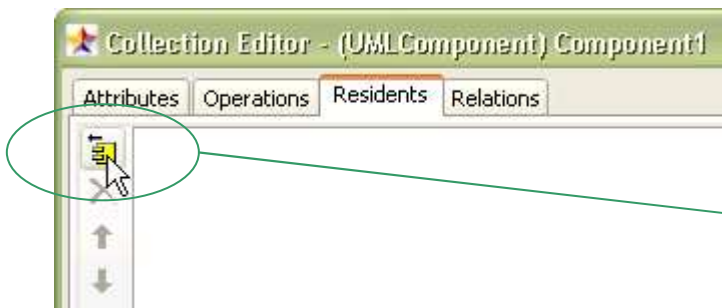 Collection Editor - (UMLComponent) Component1
Attributes Operations Residents Relations